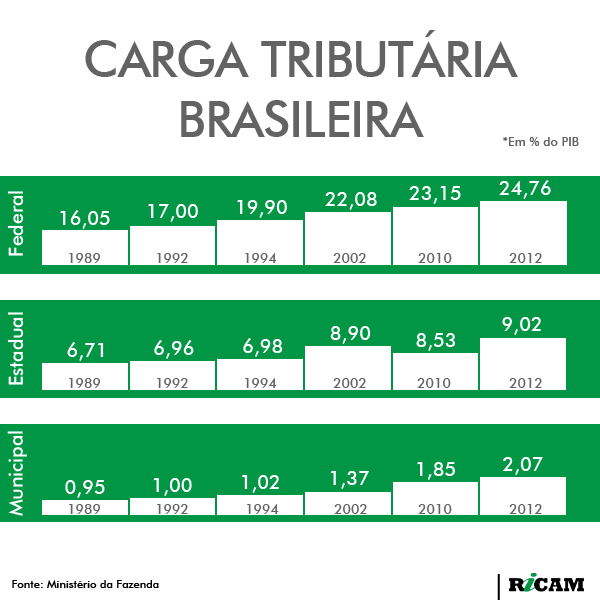 CARGA TRIBUTÁRIA
BRASILEIRA
*Em % do PIB
Federal
16,05 17,00 19,90 22,08 23,15 24,76
1989 1992 1994 2002 2010 2012
Estadual
6,71 6,96 6,98 8,90 8,53 9,02
1989 1992 1994 2002 2010 2012
Municipal
0,95 1,00 1,02 1,37 1,85 2,07
1989 1992 1994 2002 2010 2012
Fonte: Ministério da Fazenda
RiCAM